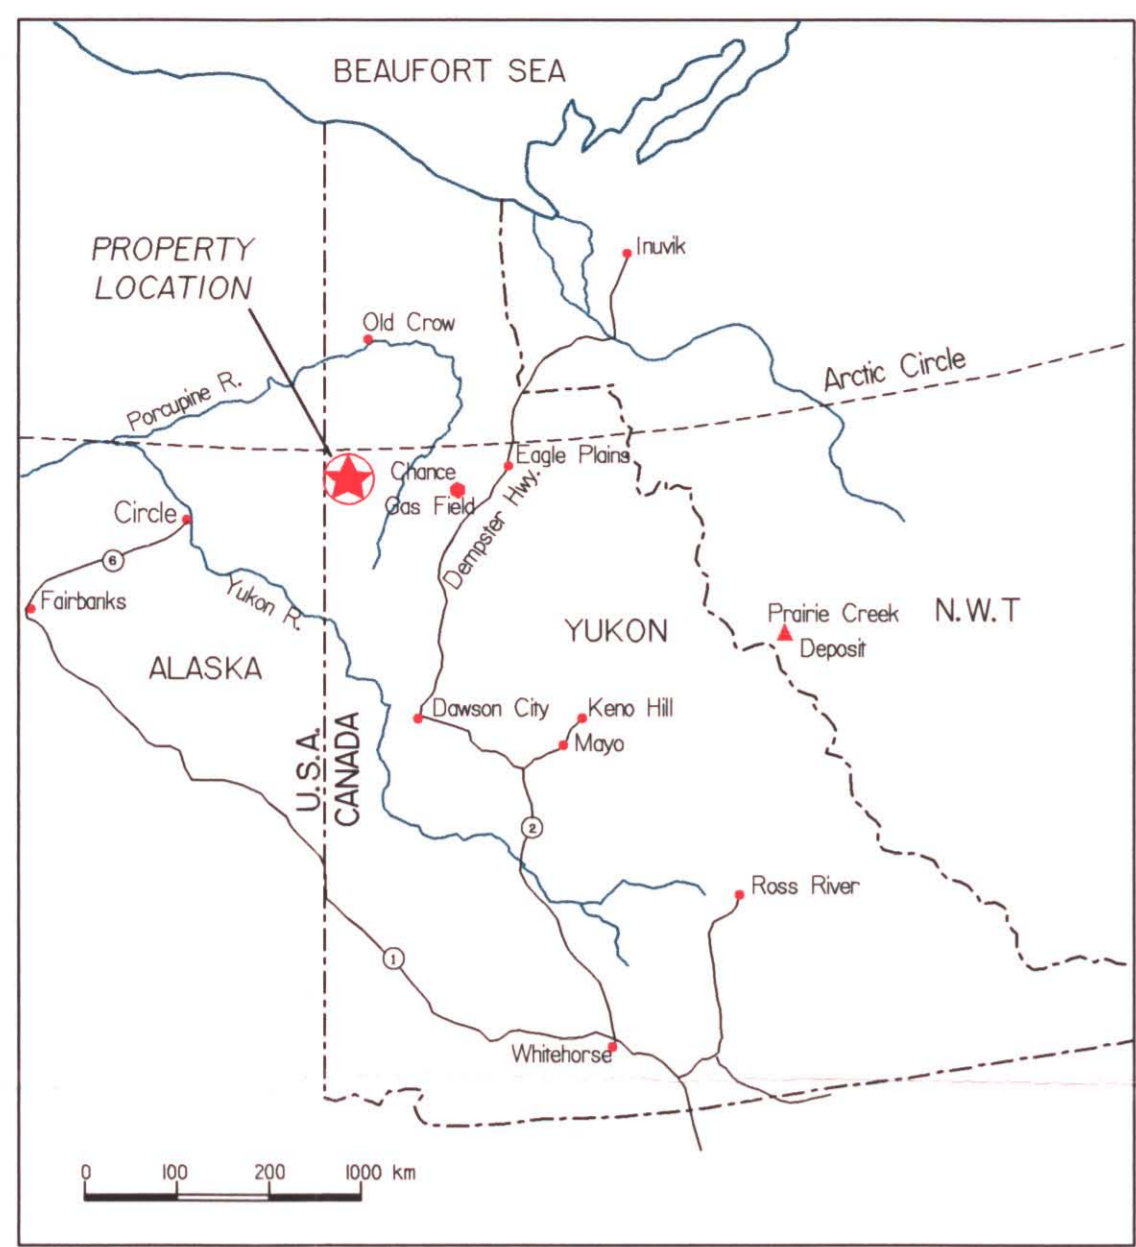 BEAUFORT SEA
PROPERTY
LOCATION
Inuvik
Old Crow
Porcupine R.
Arctic Circle
Eagle Plains
Chance
Gas Field
Dempster Hwy.
Circle
6
Fairbanks
Yukon R.
ALASKA
YUKON
Prairie Creek
Deposit
N.W.T
Dawson City
Keno Hill
Mayo
U.S.A.
CANADA
2
Ross River
1
Whitehorse
0 100 200 1000 km